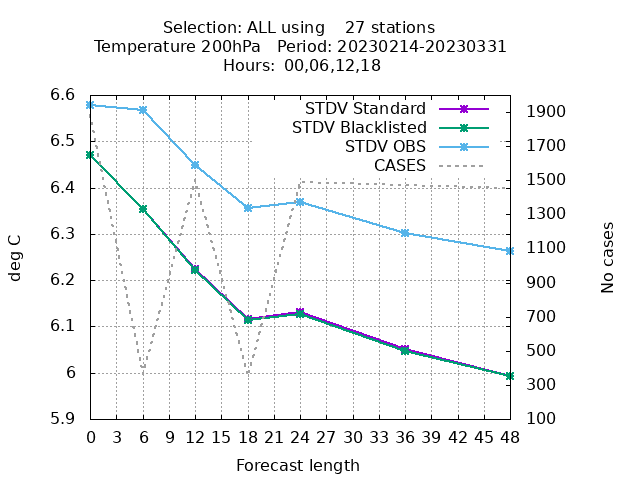 Selection: ALL using    27 stations
Temperature 200hPa   Period: 20230214-20230331
Hours: 00,06,12,18
STDV Standard
STDV Blacklisted
STDV OBS
CASES
6.6
6.5
6.4
6.3
6.2
6.1
6
5.9
deg C
1900
1700
1500
1300
1100
900
700
500
300
100
No cases
0 3 6 9 12 15 18 21 24 27 30 33 36 39 42 45 48
Forecast length